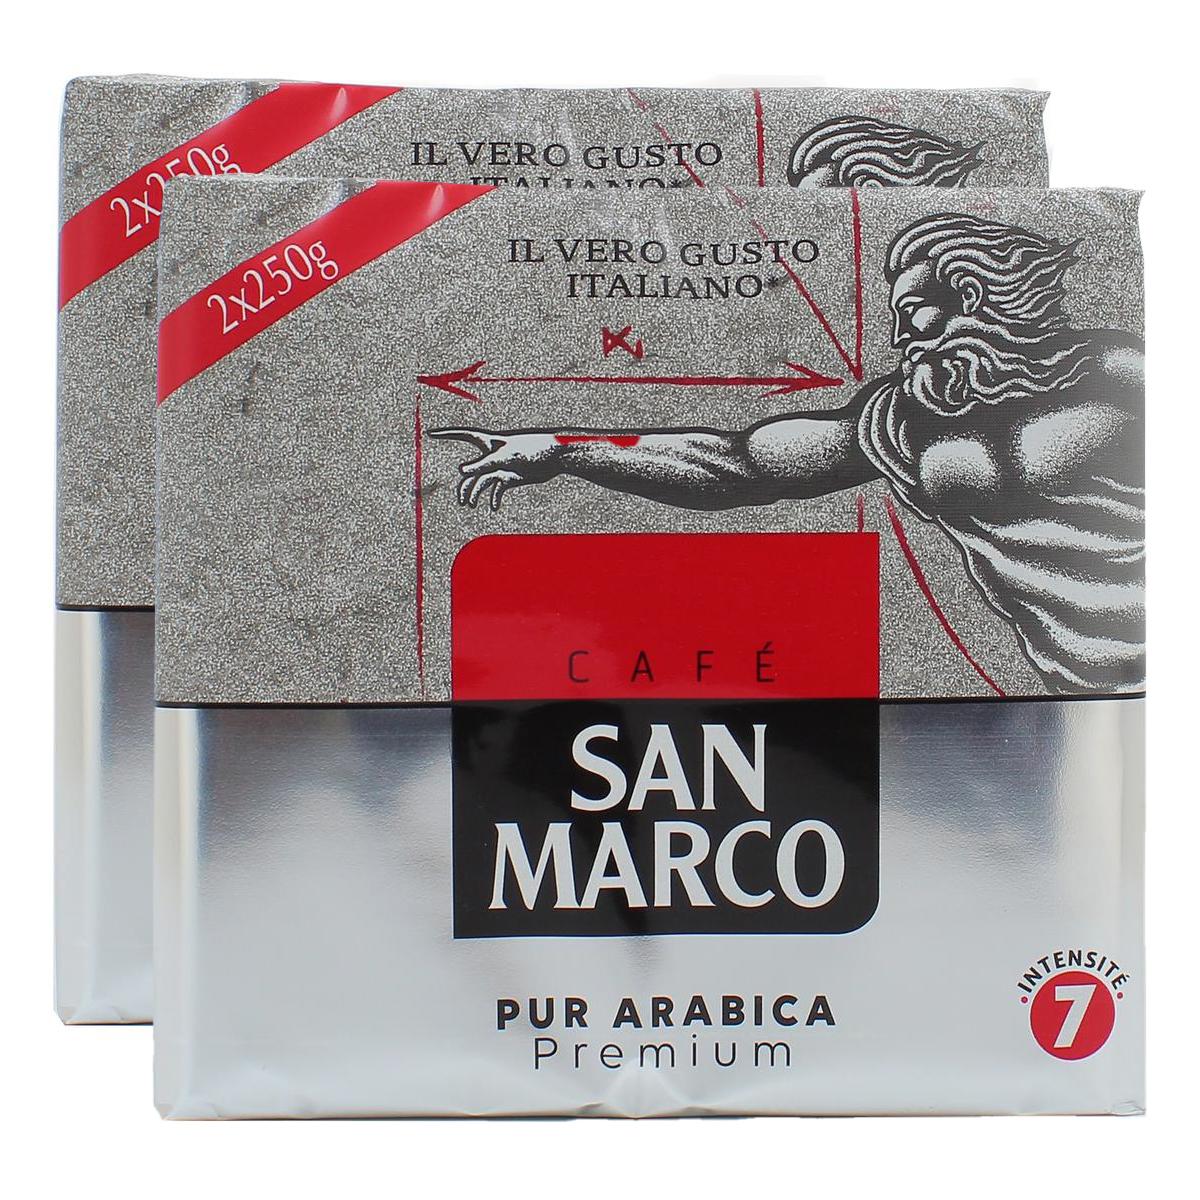 2x250g
IL VERO GUSTO
ITALIANO*
2x250g
IL VERO GUSTO
ITALIANO*
CAFÉ
SAN
MARCO
PUR ARABICA
Premium
INTENSITÉ
7